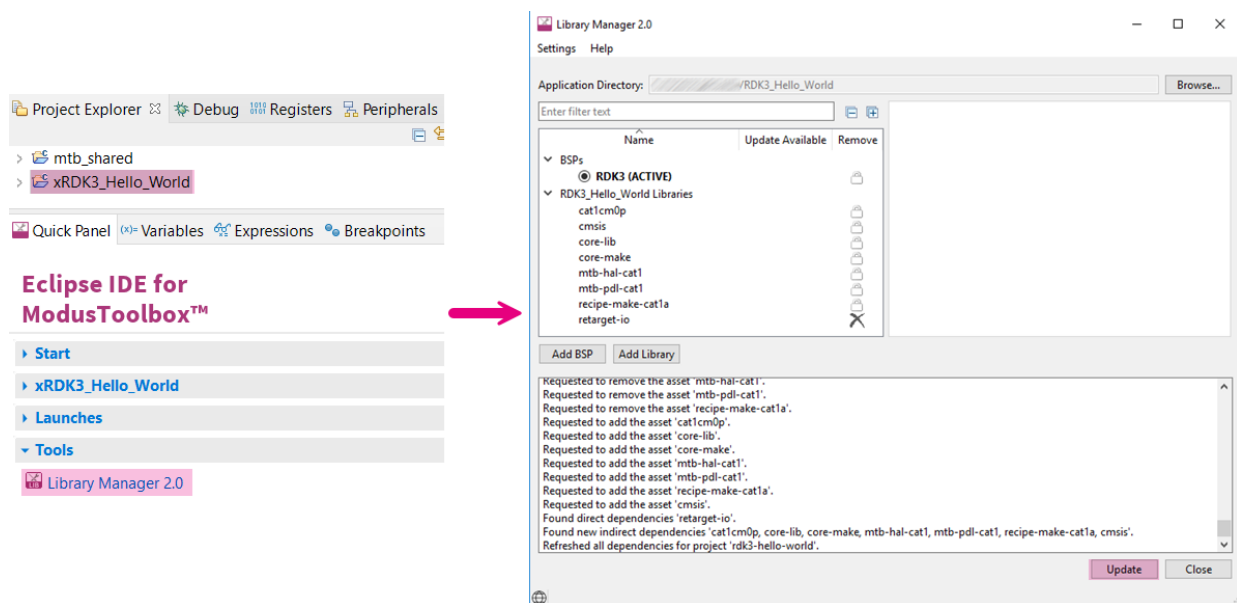 Project Explorer Debug Registers Peripherals
mtb_shared
xRDK3_Hello_World
Quick Panel (x)= Variables Expressions Breakpoints
Eclipse IDE for
ModusToolbox™
Start
xRDK3_Hello_World
Launches
Tools
Library Manager 2.0
Library Manager 2.0
Settings Help
Application Directory: /RDK3_Hello_World Browse...
Enter filter text
Name Update Available Remove
BSPs
RDK3 (ACTIVE)
RDK3_Hello_World Libraries
cat1cm0p
cmsis
core-lib
core-make
mtb-hal-cat1
mtb-pdl-cat1
recipe-make-cat1a
retarget-io
Add BSP Add Library
Requested to remove the asset 'mtb-hal-cat1'.
Requested to remove the asset 'mtb-pdl-cat1'.
Requested to remove the asset 'recipe-make-cat1a'.
Requested to add the asset 'cat1cm0p'.
Requested to add the asset 'core-lib'.
Requested to add the asset 'core-make'.
Requested to add the asset 'mtb-hal-cat1'.
Requested to add the asset 'mtb-pdl-cat1'.
Requested to add the asset 'recipe-make-cat1a'.
Requested to add the asset 'cmsis'.
Found direct dependencies 'retarget-io'.
Found new indirect dependencies 'cat1cm0p, core-lib, core-make, mtb-hal-cat1, mtb-pdl-cat1, recipe-make-cat1a, cmsis'.
Refreshed all dependencies for project 'rdk3-hello-world'.
Update Close